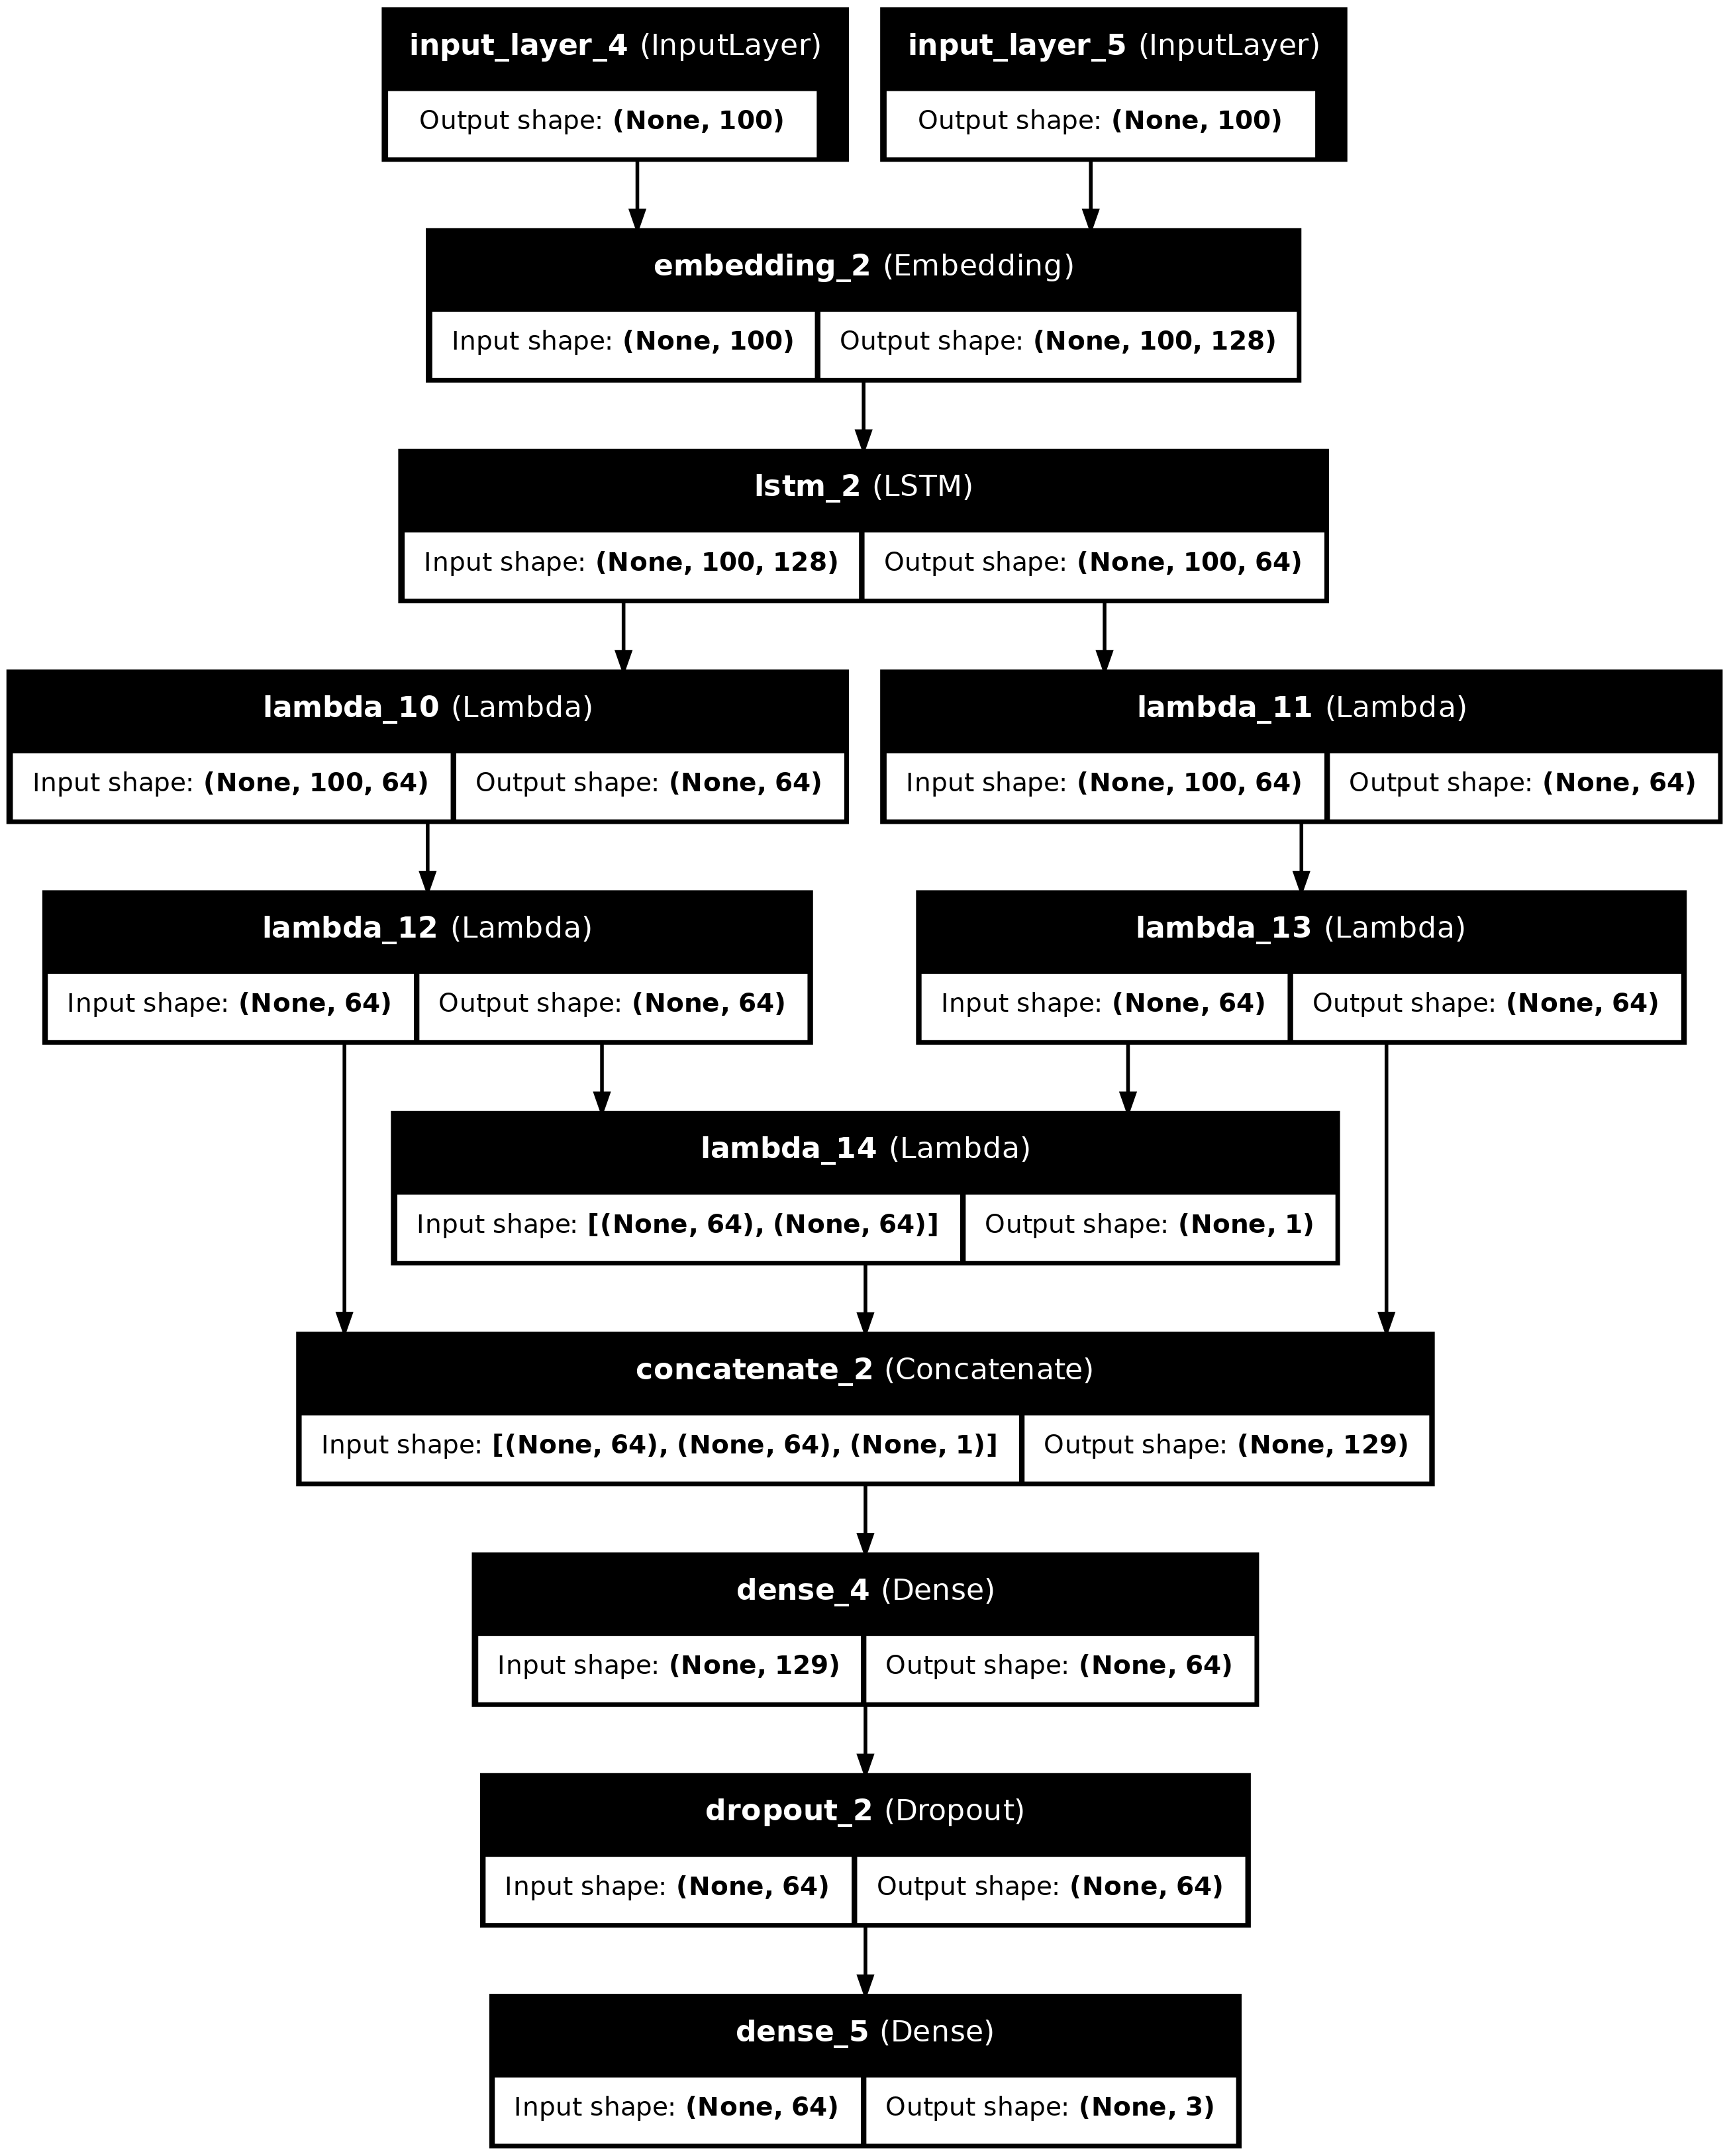 input_layer_4 (InputLayer)
Output shape: (None, 100)
input_layer_5 (InputLayer)
Output shape: (None, 100)
embedding_2 (Embedding)
Input shape: (None, 100)
Output shape: (None, 100, 128)
lstm_2 (LSTM)
Input shape: (None, 100, 128)
Output shape: (None, 100, 64)
lambda_10 (Lambda)
Input shape: (None, 100, 64)
Output shape: (None, 64)
lambda_11 (Lambda)
Input shape: (None, 100, 64)
Output shape: (None, 64)
lambda_12 (Lambda)
Input shape: (None, 64)
Output shape: (None, 64)
lambda_13 (Lambda)
Input shape: (None, 64)
Output shape: (None, 64)
lambda_14 (Lambda)
Input shape: [(None, 64), (None, 64)]
Output shape: (None, 1)
concatenate_2 (Concatenate)
Input shape: [(None, 64), (None, 64), (None, 1)]
Output shape: (None, 129)
dense_4 (Dense)
Input shape: (None, 129)
Output shape: (None, 64)
dropout_2 (Dropout)
Input shape: (None, 64)
Output shape: (None, 64)
dense_5 (Dense)
Input shape: (None, 64)
Output shape: (None, 3)